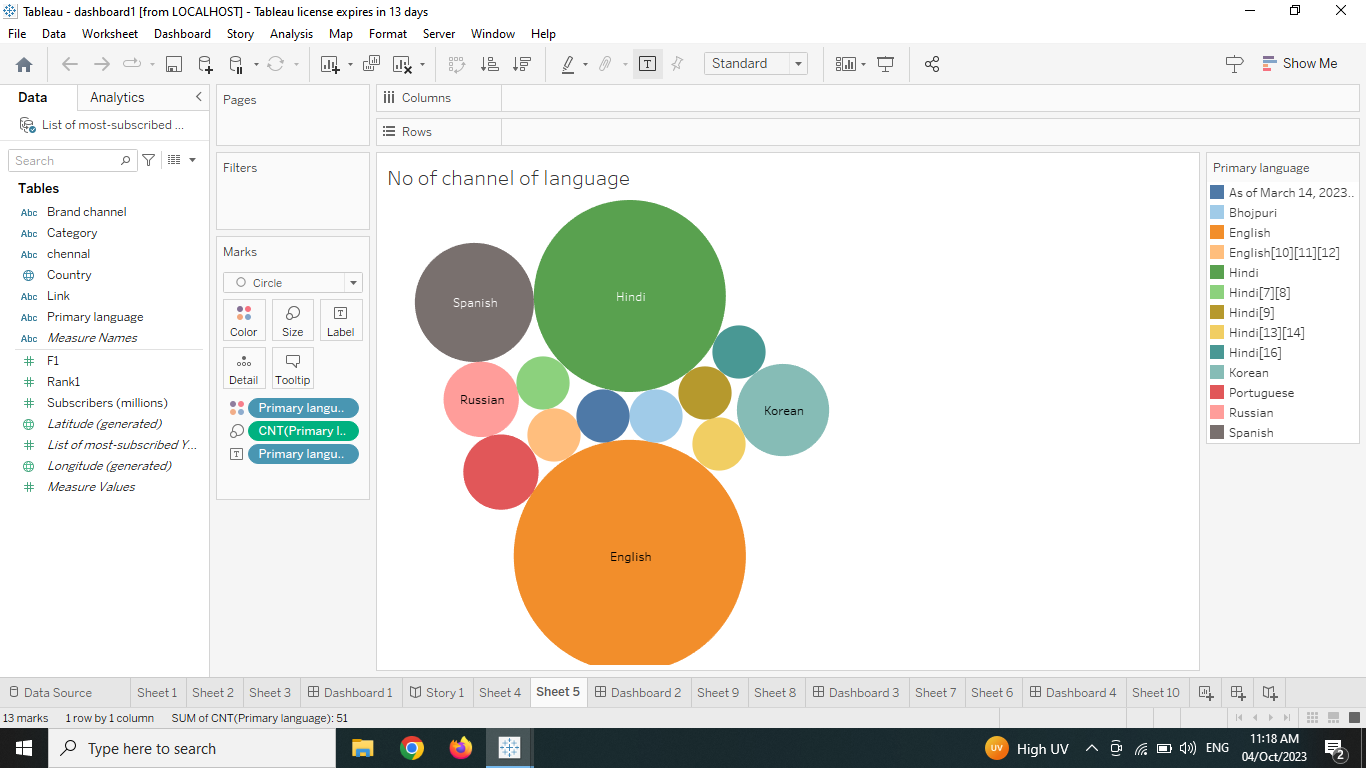 Tableau - dashboard1 [from LOCALHOST] - Tableau license expires in 13 days
File Data Worksheet Dashboard Story Analysis Map Format Server Window Help
Standard
Show Me
Data Analytics
List of most-subscribed ...
Search
Tables
Abc Brand channel
Abc Category
Abc chennal
Country
Abc Link
Abc Primary language
Abc Measure Names
F1
Rank1
Subscribers (millions)
Latitude (generated)
List of most-subscribed Y...
Longitude (generated)
Measure Values
Pages
Filters
Marks
Circle
Color Size Label
Detail Tooltip
Primary langu..
CNT(Primary l..
Primary langu..
Columns
Rows
No of channel of language
Hindi
Spanish
Russian
Korean
English
Primary language
As of March 14, 2023..
Bhojpuri
English
English[10][11][12]
Hindi
Hindi[7][8]
Hindi[9]
Hindi[13][14]
Hindi[16]
Korean
Portuguese
Russian
Spanish
Data Source Sheet 1 Sheet 2 Sheet 3 Dashboard 1 Story 1 Sheet 4 Sheet 5 Dashboard 2 Sheet 9 Sheet 8 Dashboard 3 Sheet 7 Sheet 6 Dashboard 4 Sheet 10
13 marks 1 row by 1 column SUM of CNT(Primary language): 51
Type here to search
UV High UV
ENG
11:18 AM
04/Oct/2023
2